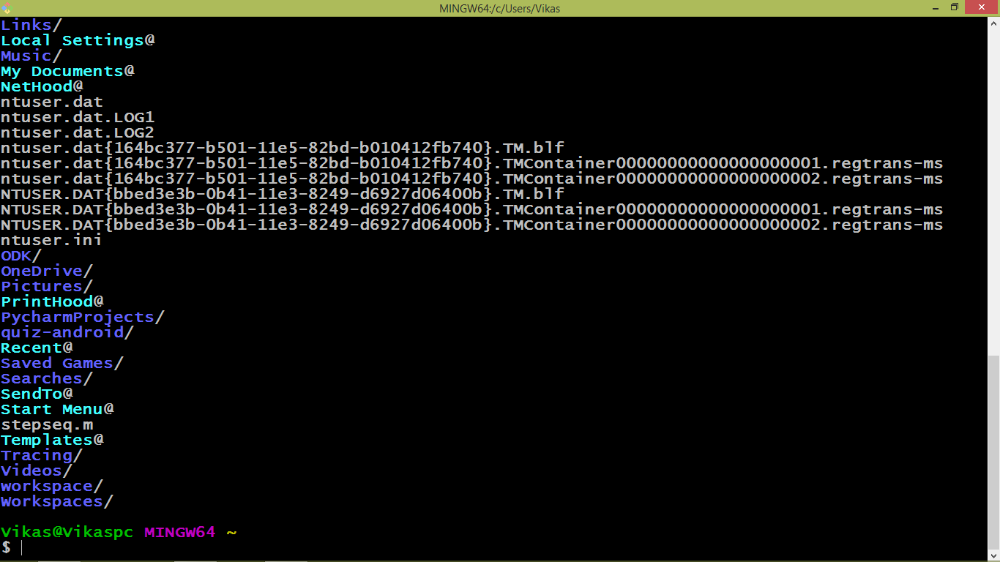 MINGW64:/c/Users/Vikas
Links/
Local Settings@
Music/
My Documents@
NetHood@
ntuser.dat
ntuser.dat.LOG1
ntuser.dat.LOG2
ntuser.dat{164bc377-b501-11e5-82bd-b010412fb740}.TM.blf
ntuser.dat{164bc377-b501-11e5-82bd-b010412fb740}.TMContainer00000000000000000001.regtrans-ms
ntuser.dat{164bc377-b501-11e5-82bd-b010412fb740}.TMContainer00000000000000000002.regtrans-ms
NTUSER.DAT{bbed3e3b-0b41-11e3-8249-d6927d06400b}.TM.blf
NTUSER.DAT{bbed3e3b-0b41-11e3-8249-d6927d06400b}.TMContainer00000000000000000001.regtrans-ms
NTUSER.DAT{bbed3e3b-0b41-11e3-8249-d6927d06400b}.TMContainer00000000000000000002.regtrans-ms
ntuser.ini
ODK/
OneDrive/
Pictures/
PrintHood@
PycharmProjects/
quiz-android/
Recent@
Saved Games/
Searches/
SendTo@
Start Menu@
stepseq.m
Templates@
Tracing/
Videos/
workspace/
Workspaces/
Vikas@Vikaspc MINGW64 ~
$